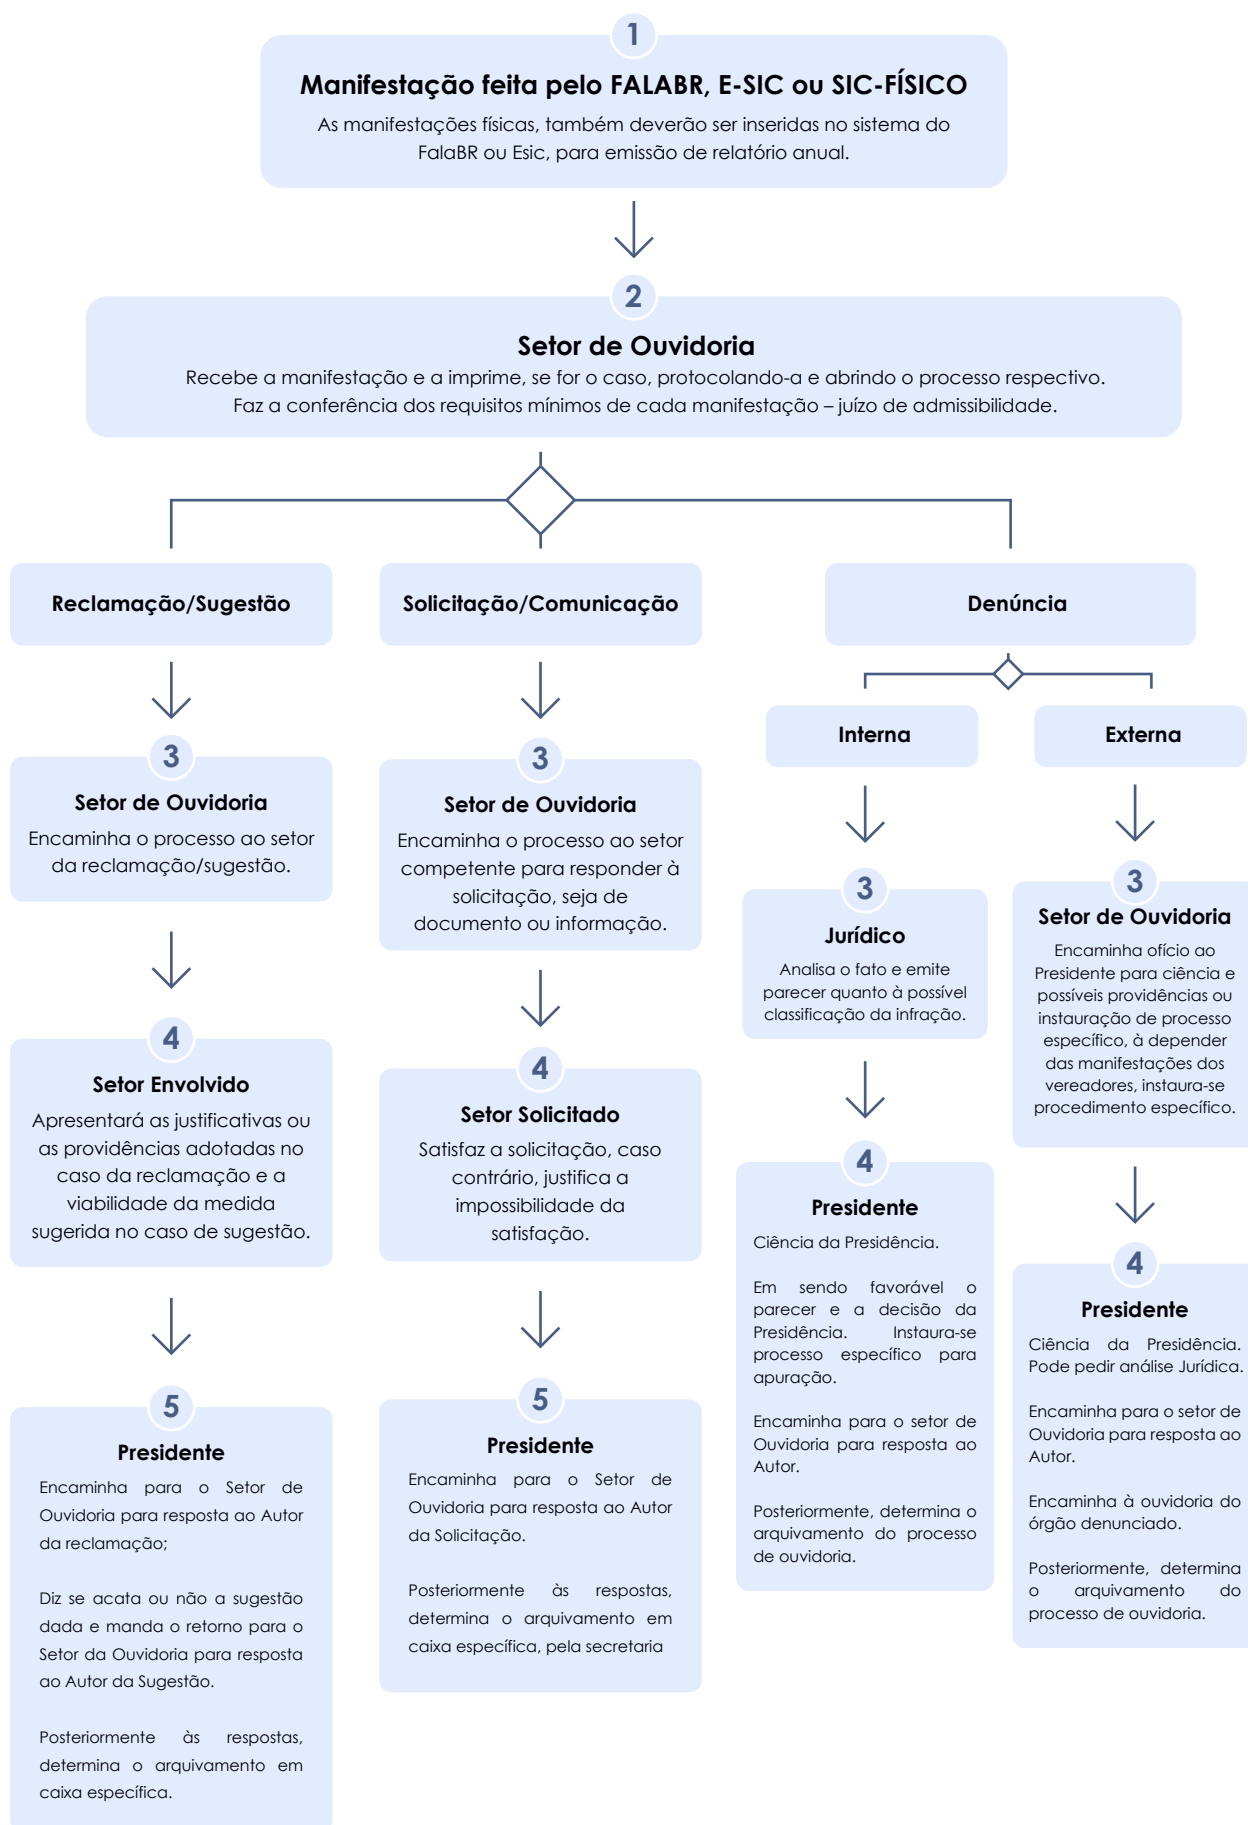 1
Manifestação feita pelo FALABR, E-SIC ou SIC-FÍSICO
As manifestações físicas, também deverão ser inseridas no sistema do
FalaBR ou Esic, para emissão de relatório anual.
2
Setor de Ouvidoria
Recebe a manifestação e a imprime, se for o caso, protocolando-a e abrindo o processo respectivo.
Faz a conferência dos requisitos mínimos de cada manifestação – juízo de admissibilidade.
Reclamação/Sugestão
3
Setor de Ouvidoria
Encaminha o processo ao setor
da reclamação/sugestão.
4
Setor Envolvido
Apresentará as justificativas ou
as providências adotadas no
caso da reclamação e a
viabilidade da medida
sugerida no caso de sugestão.
5
Presidente
Encaminha para o Setor de
Ouvidoria para resposta ao Autor
da reclamação;
Diz se acata ou não a sugestão
dada e manda o retorno para o
Setor da Ouvidoria para resposta
ao Autor da Sugestão.
Posteriormente às respostas,
determina o arquivamento em
caixa específica.
Solicitação/Comunicação
3
Setor de Ouvidoria
Encaminha o processo ao setor
competente para responder à
solicitação, seja de
documento ou informação.
4
Setor Solicitado
Satisfaz a solicitação, caso
contrário, justifica a
impossibilidade da
satisfação.
5
Presidente
Encaminha para o Setor de
Ouvidoria para resposta ao Autor
da Solicitação.
Posteriormente às respostas,
determina o arquivamento em
caixa específica, pela secretaria
Denúncia
Interna
3
Jurídico
Analisa o fato e emite
parecer quanto à possível
classificação da infração.
4
Presidente
Ciência da Presidência.
Em sendo favorável o
parecer e a decisão da
Presidência. Instaura-se
processo específico para
apuração.
Encaminha para o setor de
Ouvidoria para resposta ao
Autor.
Posteriormente, determina o
arquivamento do processo
de ouvidoria.
Externa
3
Setor de Ouvidoria
Encaminha ofício ao
Presidente para ciência e
possíveis providências ou
instauração de processo
específico, à depender
das manifestações dos
vereadores, instaura-se
procedimento específico.
4
Presidente
Ciência da Presidência.
Pode pedir análise Jurídica.
Encaminha para o setor de
Ouvidoria para resposta ao
Autor.
Encaminha à ouvidoria do
órgão denunciado.
Posteriormente, determina
o arquivamento do
processo de ouvidoria.